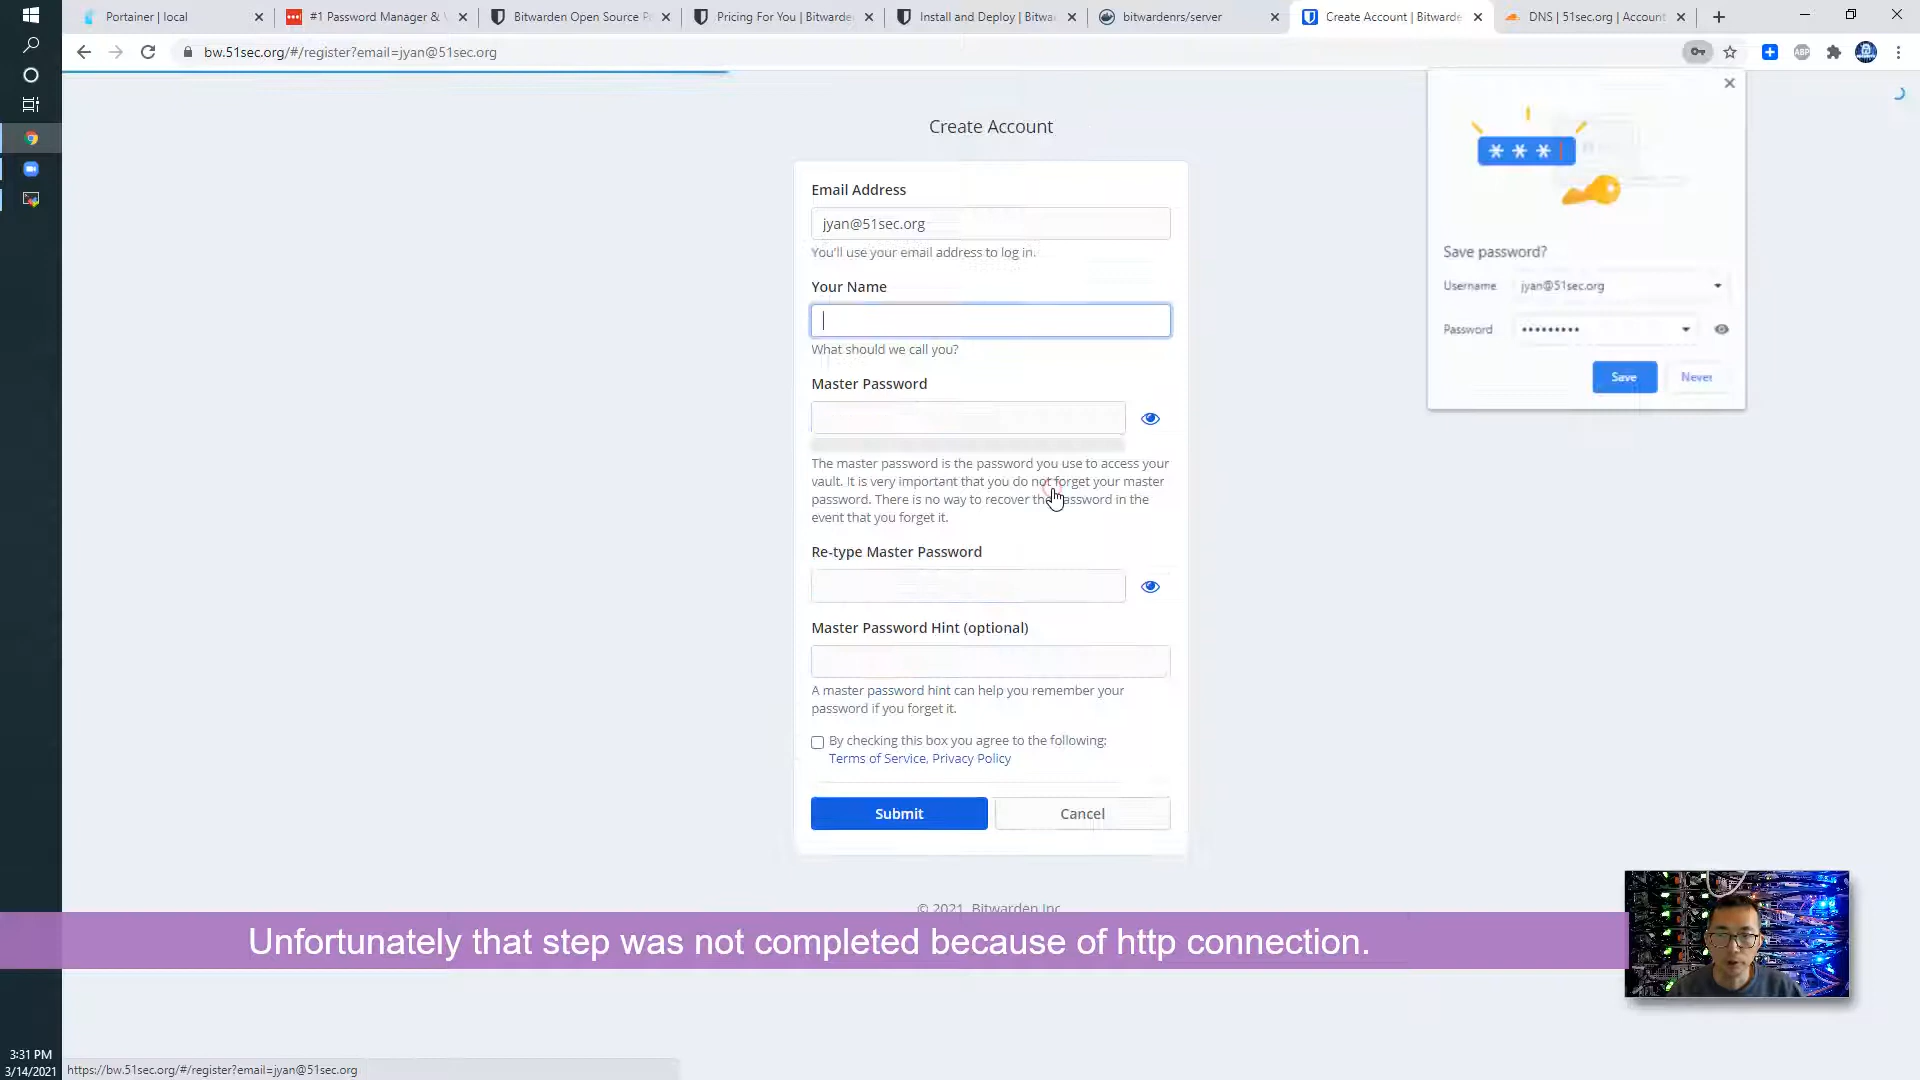 Portainer | local
#1 Password Manager & V
Bitwarden Open Source P
Pricing For You | Bitwarde
Install and Deploy | Bitwa
bitwardenrs/server
Create Account | Bitwarde
DNS | 51sec.org | Account
bw.51sec.org/#/register?email=jyan@51sec.org
ABP
Create Account
Email Address
jyan@51sec.org
You'll use your email address to log in.
Your Name
What should we call you?
Master Password
The master password is the password you use to access your
vault. It is very important that you do not forget your master
password. There is no way to recover the password in the
event that you forget it.
Re-type Master Password
Master Password Hint (optional)
A master password hint can help you remember your
password if you forget it.
By checking this box you agree to the following:
Terms of Service, Privacy Policy
Submit
Cancel
© 2021, Bitwarden Inc.
Save password?
Username
jyan@51sec.org
Password
•••••••••
Save
Never
Unfortunately that step was not completed because of http connection.
3:31 PM
3/14/2021
https://bw.51sec.org/#/register?email=jyan@51sec.org